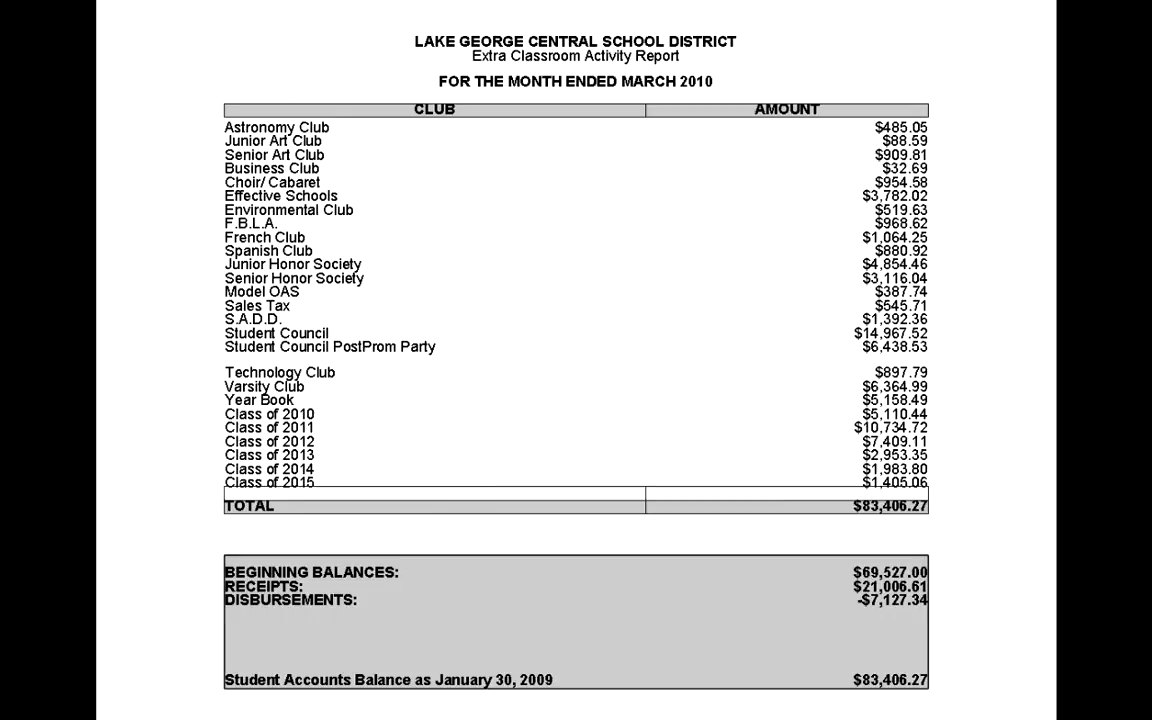 LAKE GEORGE CENTRAL SCHOOL DISTRICT
Extra Classroom Activity Report
FOR THE MONTH ENDED MARCH 2010
CLUB AMOUNT
Astronomy Club $485.05
Junior Art Club $88.59
Senior Art Club $909.81
Business Club $32.69
Choir/ Cabaret $954.58
Effective Schools $3,782.02
Environmental Club $519.63
F.B.L.A. $968.62
French Club $1,064.25
Spanish Club $880.92
Junior Honor Society $4,854.46
Senior Honor Society $3,116.04
Model OAS $387.74
Sales Tax $545.71
S.A.D.D. $1,392.36
Student Council $14,967.52
Student Council PostProm Party $6,438.53
Technology Club $897.79
Varsity Club $6,364.99
Year Book $5,158.49
Class of 2010 $5,110.44
Class of 2011 $10,734.72
Class of 2012 $7,409.11
Class of 2013 $2,953.35
Class of 2014 $1,983.80
Class of 2015 $1,405.06
TOTAL $83,406.27
BEGINNING BALANCES: $69,527.00
RECEIPTS: $21,006.61
DISBURSEMENTS: -$7,127.34
Student Accounts Balance as January 30, 2009 $83,406.27